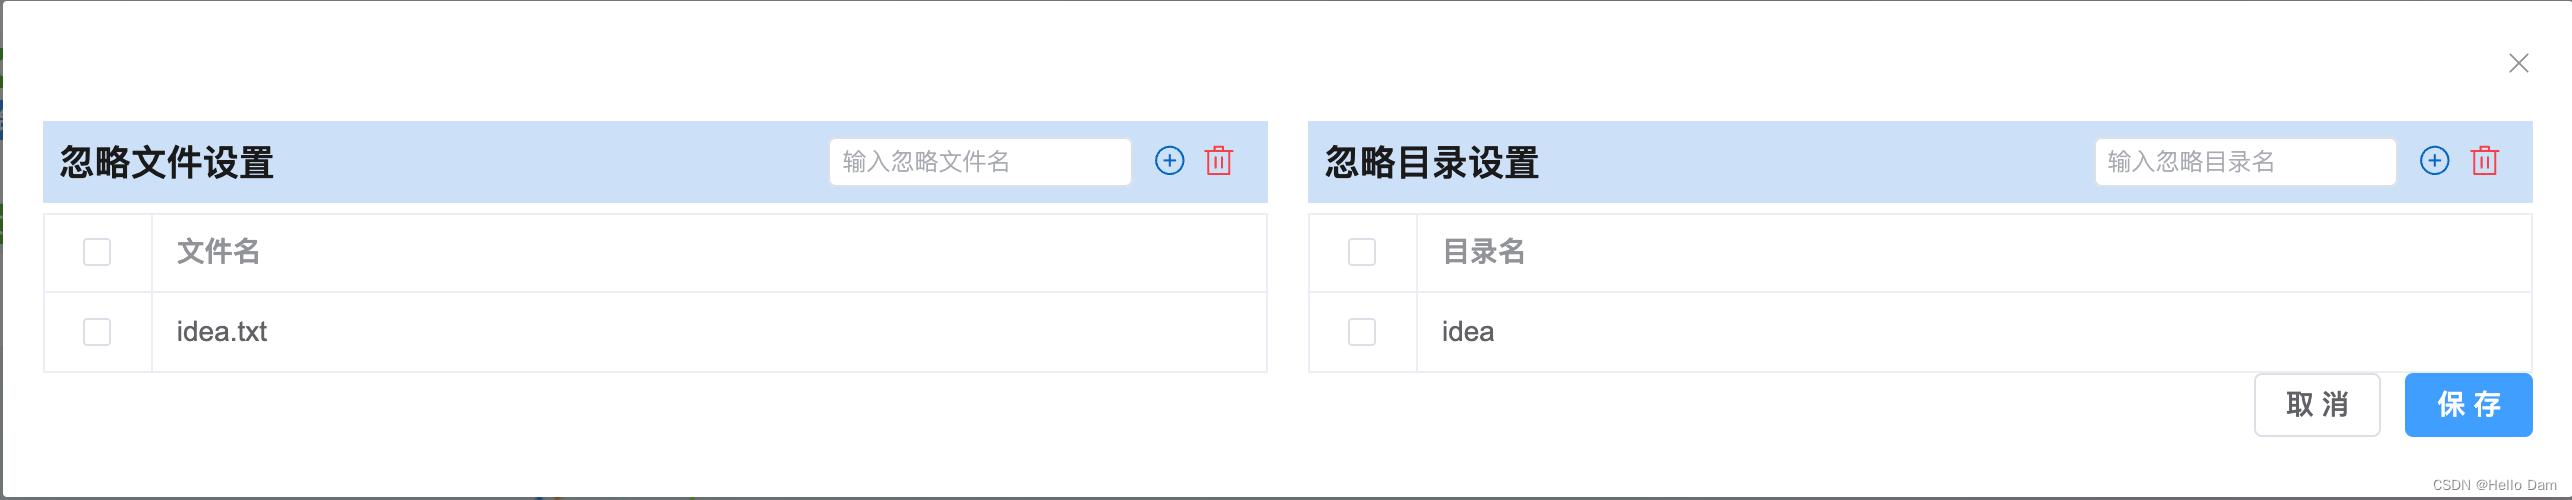 忽略文件设置
输入忽略文件名
文件名
idea.txt
忽略目录设置
输入忽略目录名
目录名
idea
取 消
保 存
CSDN @Hello Dam